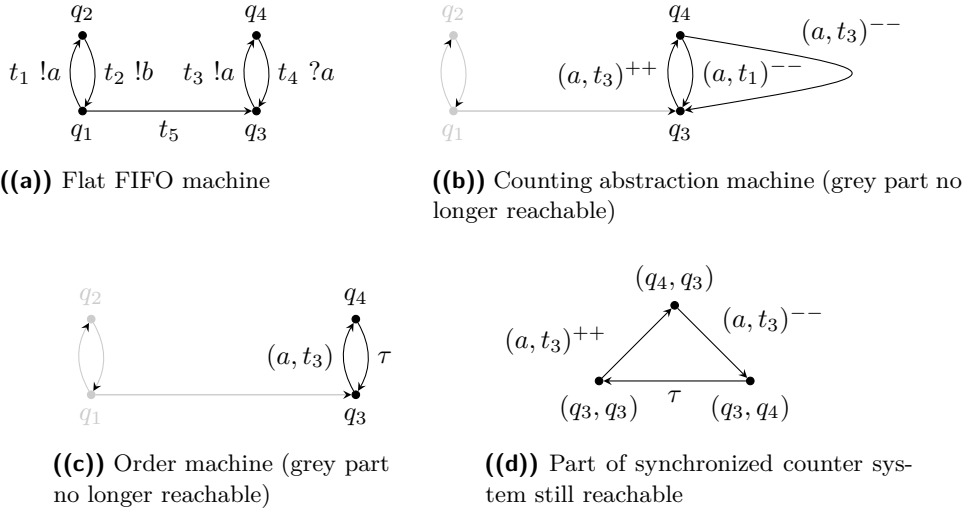 q₂ q₄
t₁ !a t₂ !b t₃ !a t₄ ?a
q₁ t₅ q₃
((a)) Flat FIFO machine
q₂ q₄ (a, t₃)⁻⁻
(a, t₃)⁺⁺ (a, t₁)⁻⁻
q₁ q₃
((b)) Counting abstraction machine (grey part no
longer reachable)
q₂ q₄
(a, t₃) τ
q₁ q₃
((c)) Order machine (grey part
no longer reachable)
(q₄, q₃)
(a, t₃)⁺⁺ (a, t₃)⁻⁻
(q₃, q₃) τ (q₃, q₄)
((d)) Part of synchronized counter sys-
tem still reachable